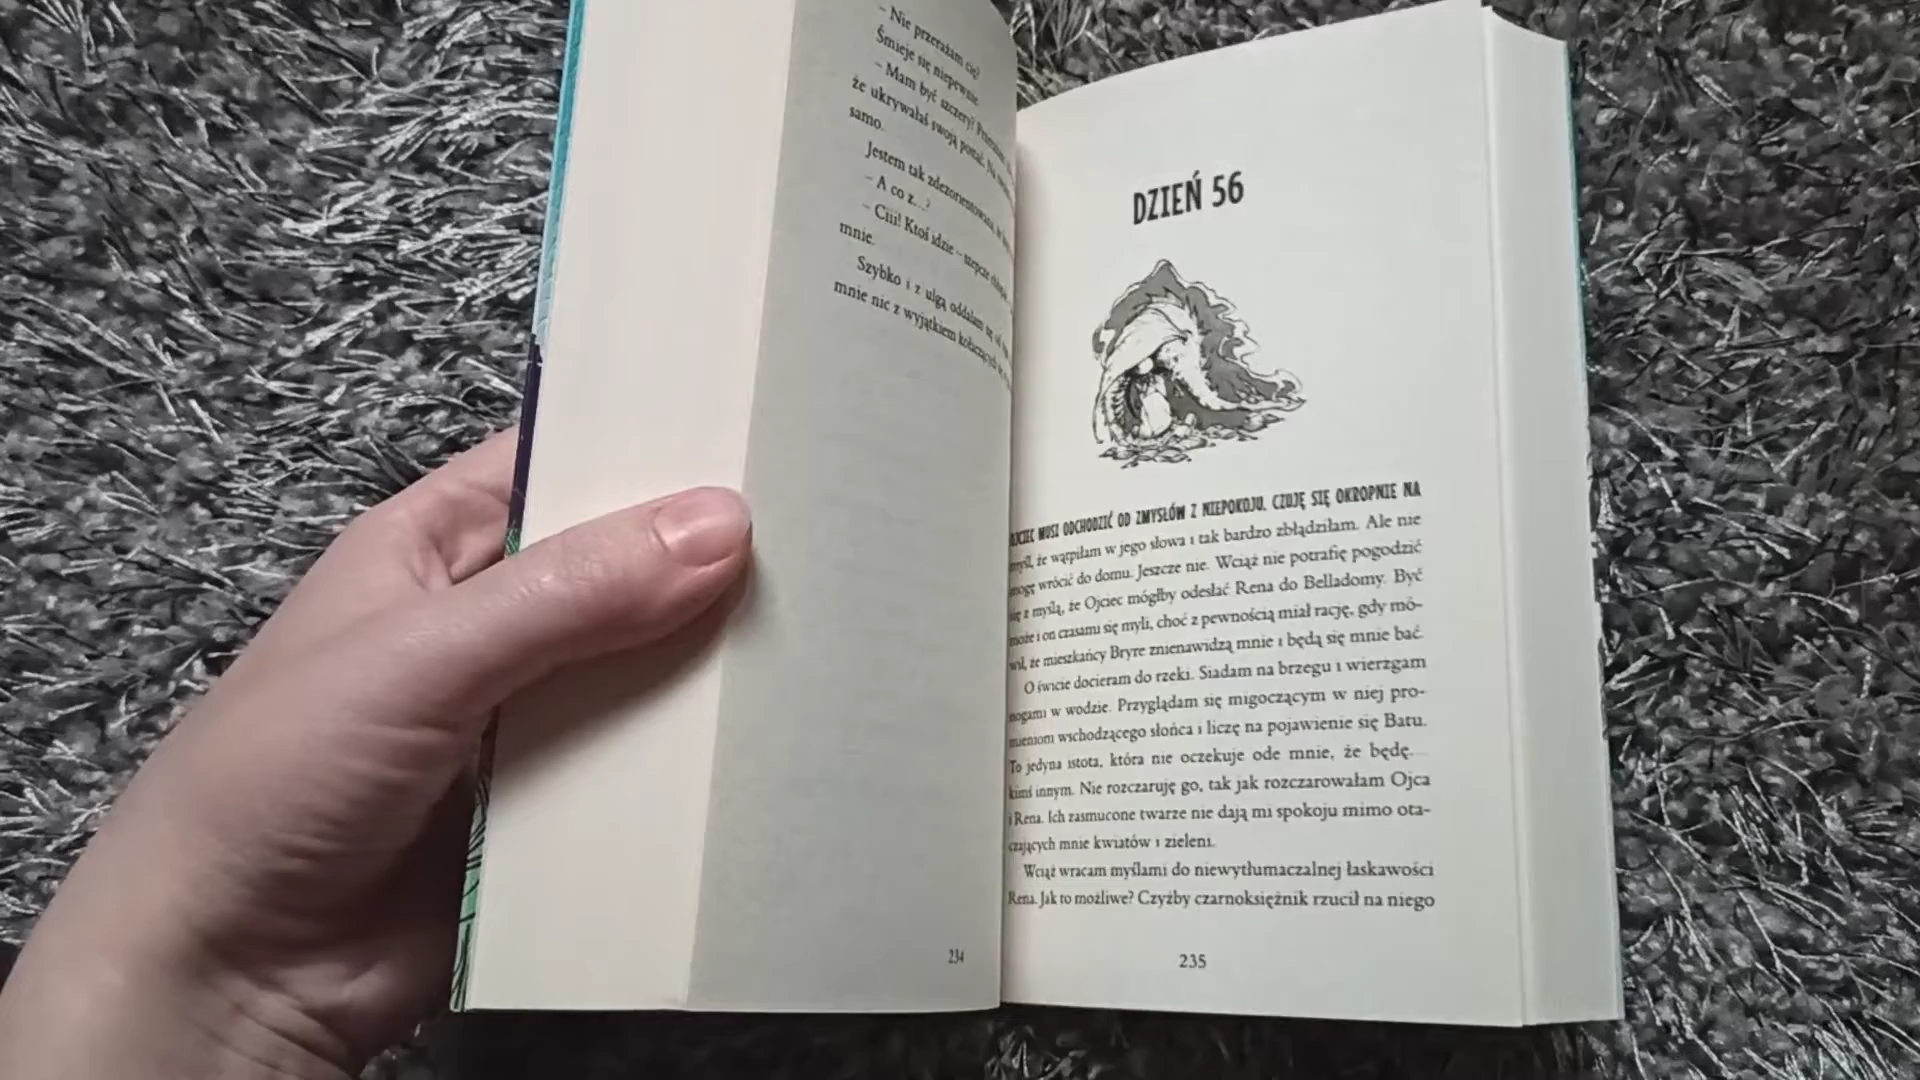 – Nie przerażam cię?
Śmieje się niepewnie.
– Mam być szczery?
że ukrywałaś swoją postać. Na
samo.
Jestem tak zdezorientowana, że
– A co z...?
– Ciii! Ktoś idzie – szepcze
mnie.
Szybko i z ulgą oddalam się od
mnie nic z wyjątkiem kołaczących
234
DZIEŃ 56
OJCIEC MUSI ODCHODZIĆ OD ZMYSŁÓW Z NIEPOKOJU. CZUJĘ SIĘ OKROPNIE NA
myśl, że wątpiłam w jego słowa i tak bardzo zbłądziłam. Ale nie
mogę wrócić do domu. Jeszcze nie. Wciąż nie potrafię pogodzić
się z myślą, że Ojciec mógłby odesłać Rena do Belladomy. Być
może i on czasami się myli, choć z pewnością miał rację, gdy mó-
wił, że mieszkańcy Bryre znienawidzą mnie i będą się mnie bać.
O świcie docieram do rzeki. Siadam na brzegu i wierzgam
nogami w wodzie. Przyglądam się migoczącym w niej pro-
mieniom wschodzącego słońca i liczę na pojawienie się Batu.
To jedyna istota, która nie oczekuje ode mnie, że będę
kimś innym. Nie rozczaruję go, tak jak rozczarowałam Ojca
i Rena. Ich zasmucone twarze nie dają mi spokoju mimo ota-
czających mnie kwiatów i zieleni.
Wciąż wracam myślami do niewytłumaczalnej łaskawości
Rena. Jak to możliwe? Czyżby czarnoksiężnik rzucił na niego
235